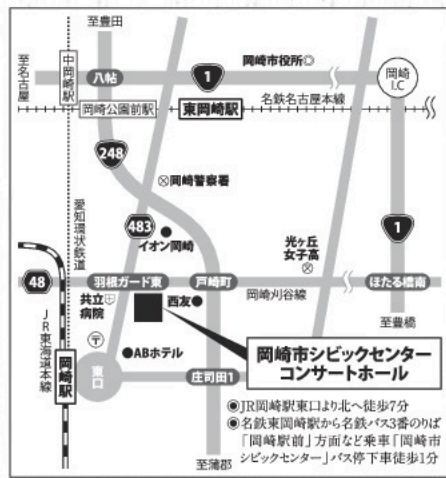 至豊田
至名古屋
中岡崎駅
八帖
1
岡崎市役所◎
岡崎
I.C
岡崎公園前駅
東岡崎駅
名鉄名古屋本線
248
岡崎警察署
愛知環状鉄道
483
イオン岡崎
光ヶ丘
女子高
1
48
羽根ガード東
戸崎町
岡崎刈谷線
ほたる橋南
共立
病院
西友
至豊橋
JR東海道本線
岡崎駅
〒
東口
ABホテル
庄司田1
岡崎市シビックセンター
コンサートホール
◉JR岡崎駅東口より北へ徒歩7分
◉名鉄東岡崎駅から名鉄バス3番のりば
「岡崎駅前」方面など乗車「岡崎市
シビックセンター」バス停下車徒歩1分
至蒲郡